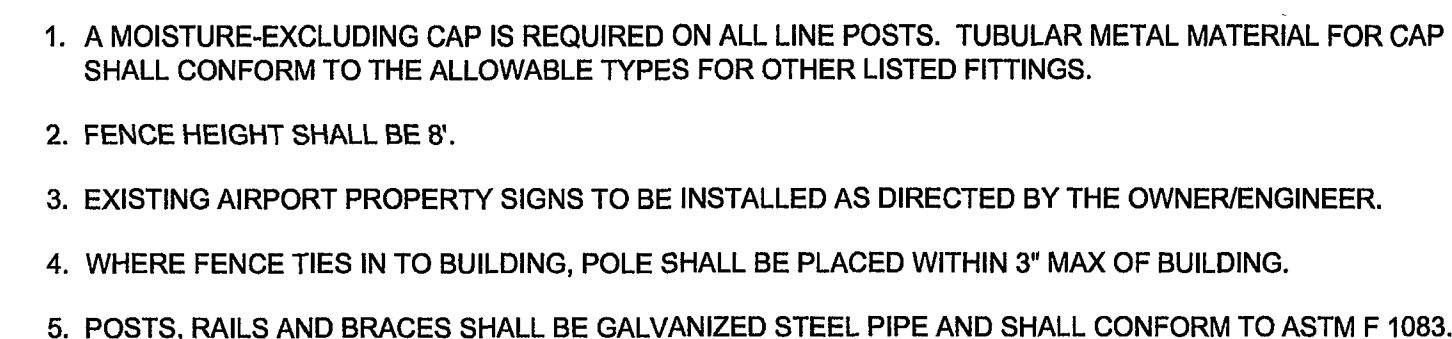 1. A MOISTURE-EXCLUDING CAP IS REQUIRED ON ALL LINE POSTS. TUBULAR METAL MATERIAL FOR CAP
SHALL CONFORM TO THE ALLOWABLE TYPES FOR OTHER LISTED FITTINGS.
2. FENCE HEIGHT SHALL BE 8'.
3. EXISTING AIRPORT PROPERTY SIGNS TO BE INSTALLED AS DIRECTED BY THE OWNER/ENGINEER.
4. WHERE FENCE TIES IN TO BUILDING, POLE SHALL BE PLACED WITHIN 3" MAX OF BUILDING.
5. POSTS, RAILS AND BRACES SHALL BE GALVANIZED STEEL PIPE AND SHALL CONFORM TO ASTM F 1083.